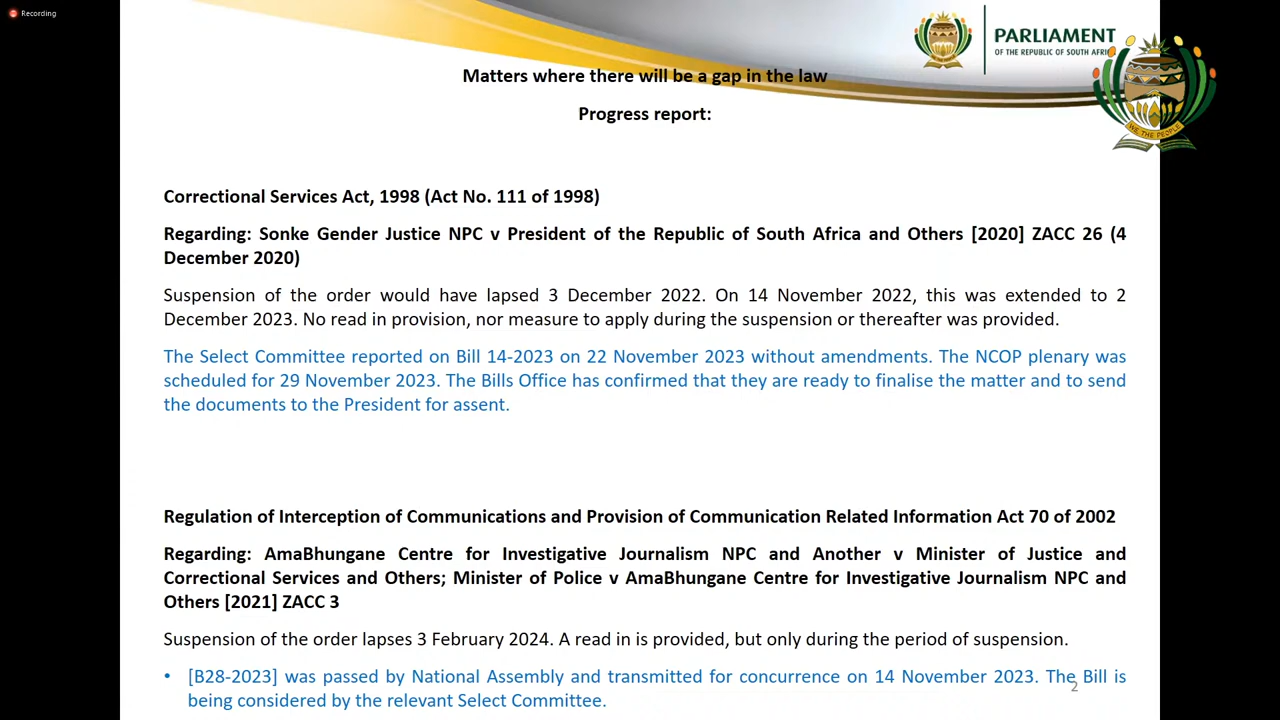 Recording
PARLIAMENT
OF THE REPUBLIC OF SOUTH
WE THE PEOPLE
Matters where there will be a gap in the law
Progress report:
Correctional Services Act, 1998 (Act No. 111 of 1998)
Regarding: Sonke Gender Justice NPC v President of the Republic of South Africa and Others [2020] ZACC 26 (4
December 2020)
Suspension of the order would have lapsed 3 December 2022. On 14 November 2022, this was extended to 2
December 2023. No read in provision, nor measure to apply during the suspension or thereafter was provided.
The Select Committee reported on Bill 14-2023 on 22 November 2023 without amendments. The NCOP plenary was
scheduled for 29 November 2023. The Bills Office has confirmed that they are ready to finalise the matter and to send
the documents to the President for assent.
Regulation of Interception of Communications and Provision of Communication Related Information Act 70 of 2002
Regarding: AmaBhungane Centre for Investigative Journalism NPC and Another v Minister of Justice and
Correctional Services and Others; Minister of Police v AmaBhungane Centre for Investigative Journalism NPC and
Others [2021] ZACC 3
Suspension of the order lapses 3 February 2024. A read in is provided, but only during the period of suspension.
• [B28-2023] was passed by National Assembly and transmitted for concurrence on 14 November 2023. The Bill is
being considered by the relevant Select Committee.
2